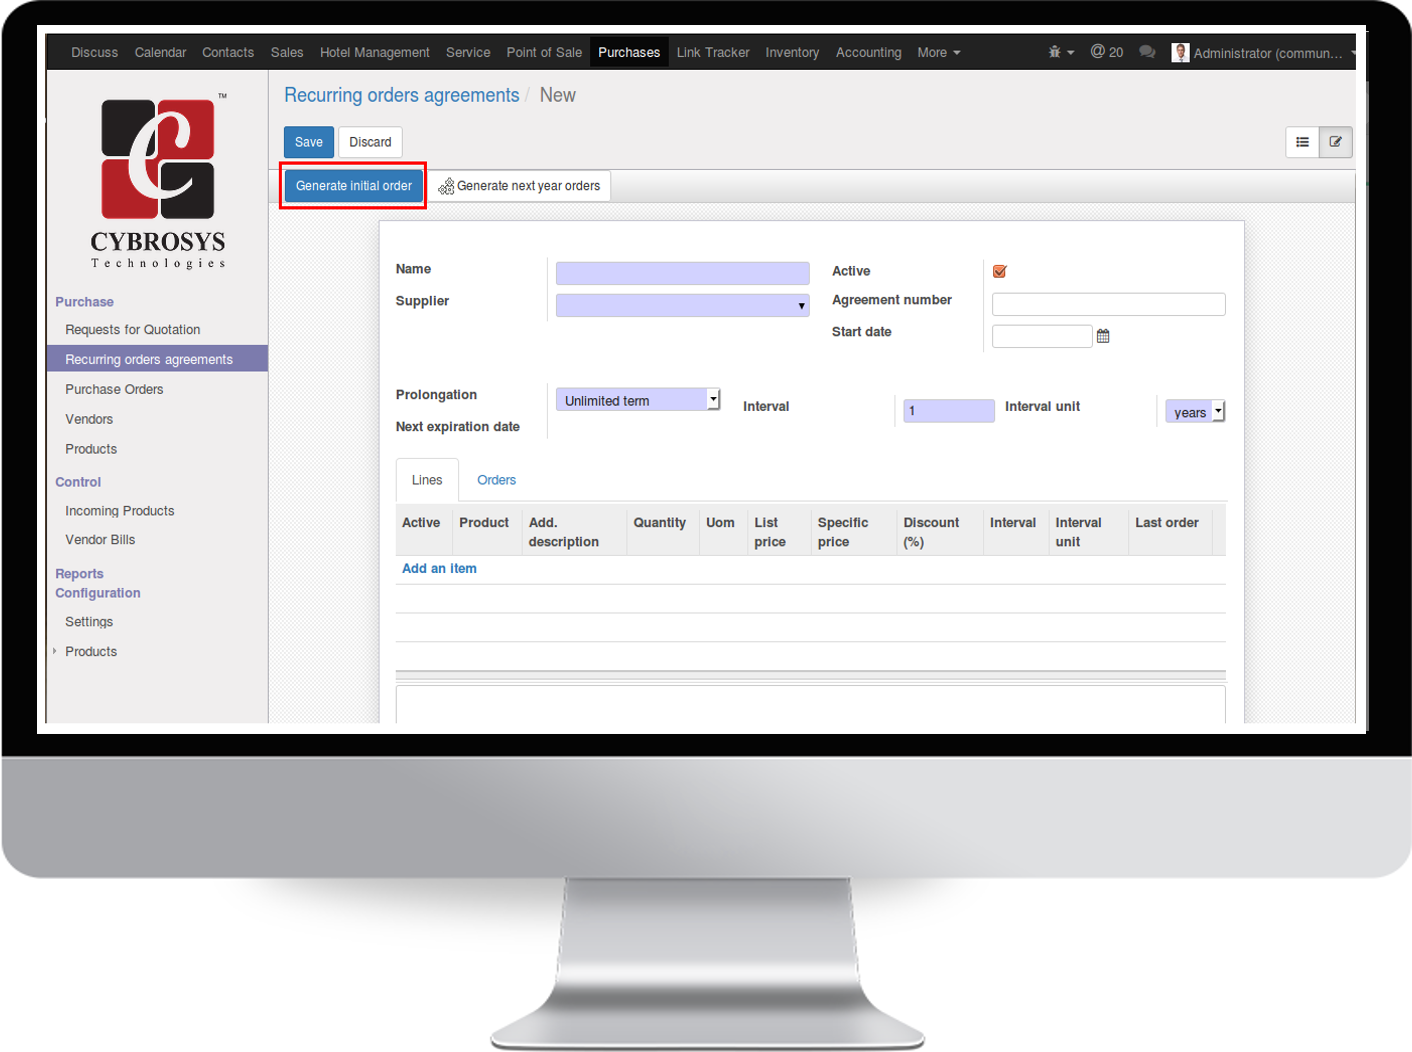 Discuss Calendar Contacts Sales Hotel Management Service Point of Sale Purchases Link Tracker Inventory Accounting More @ 20 Administrator (commun...
TM
CYBROSYS
Technologies
Purchase
Requests for Quotation
Recurring orders agreements
Purchase Orders
Vendors
Products
Control
Incoming Products
Vendor Bills
Reports
Configuration
Settings
Products
Recurring orders agreements / New
Save Discard
Generate initial order Generate next year orders
Name
Supplier
Active
Agreement number
Start date
Prolongation Unlimited term Interval 1 Interval unit years
Next expiration date
Lines Orders
Active Product Add. description Quantity Uom List price Specific price Discount (%) Interval Interval unit Last order
Add an item